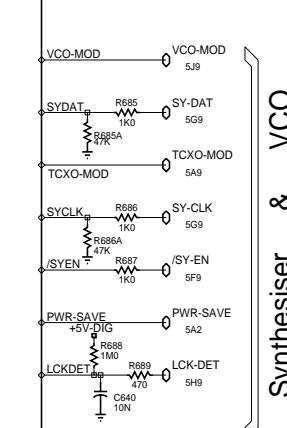 VCO-MOD VCO-MOD
5J9
SYDAT R685 SY-DAT
1K0 5G9
R685A
47K
TCXO-MOD
TCXO-MOD 5A9
SYCLK R686 SY-CLK
1K0 5G9
R686A
47K
/SYEN R687 /SY-EN
1K0 5F9
PWR-SAVE PWR-SAVE
+5V-DIG 5A2
R688
1M0
LCKDET R689 LCK-DET
470 5H9
C640
10N
Synthesiser & VCO